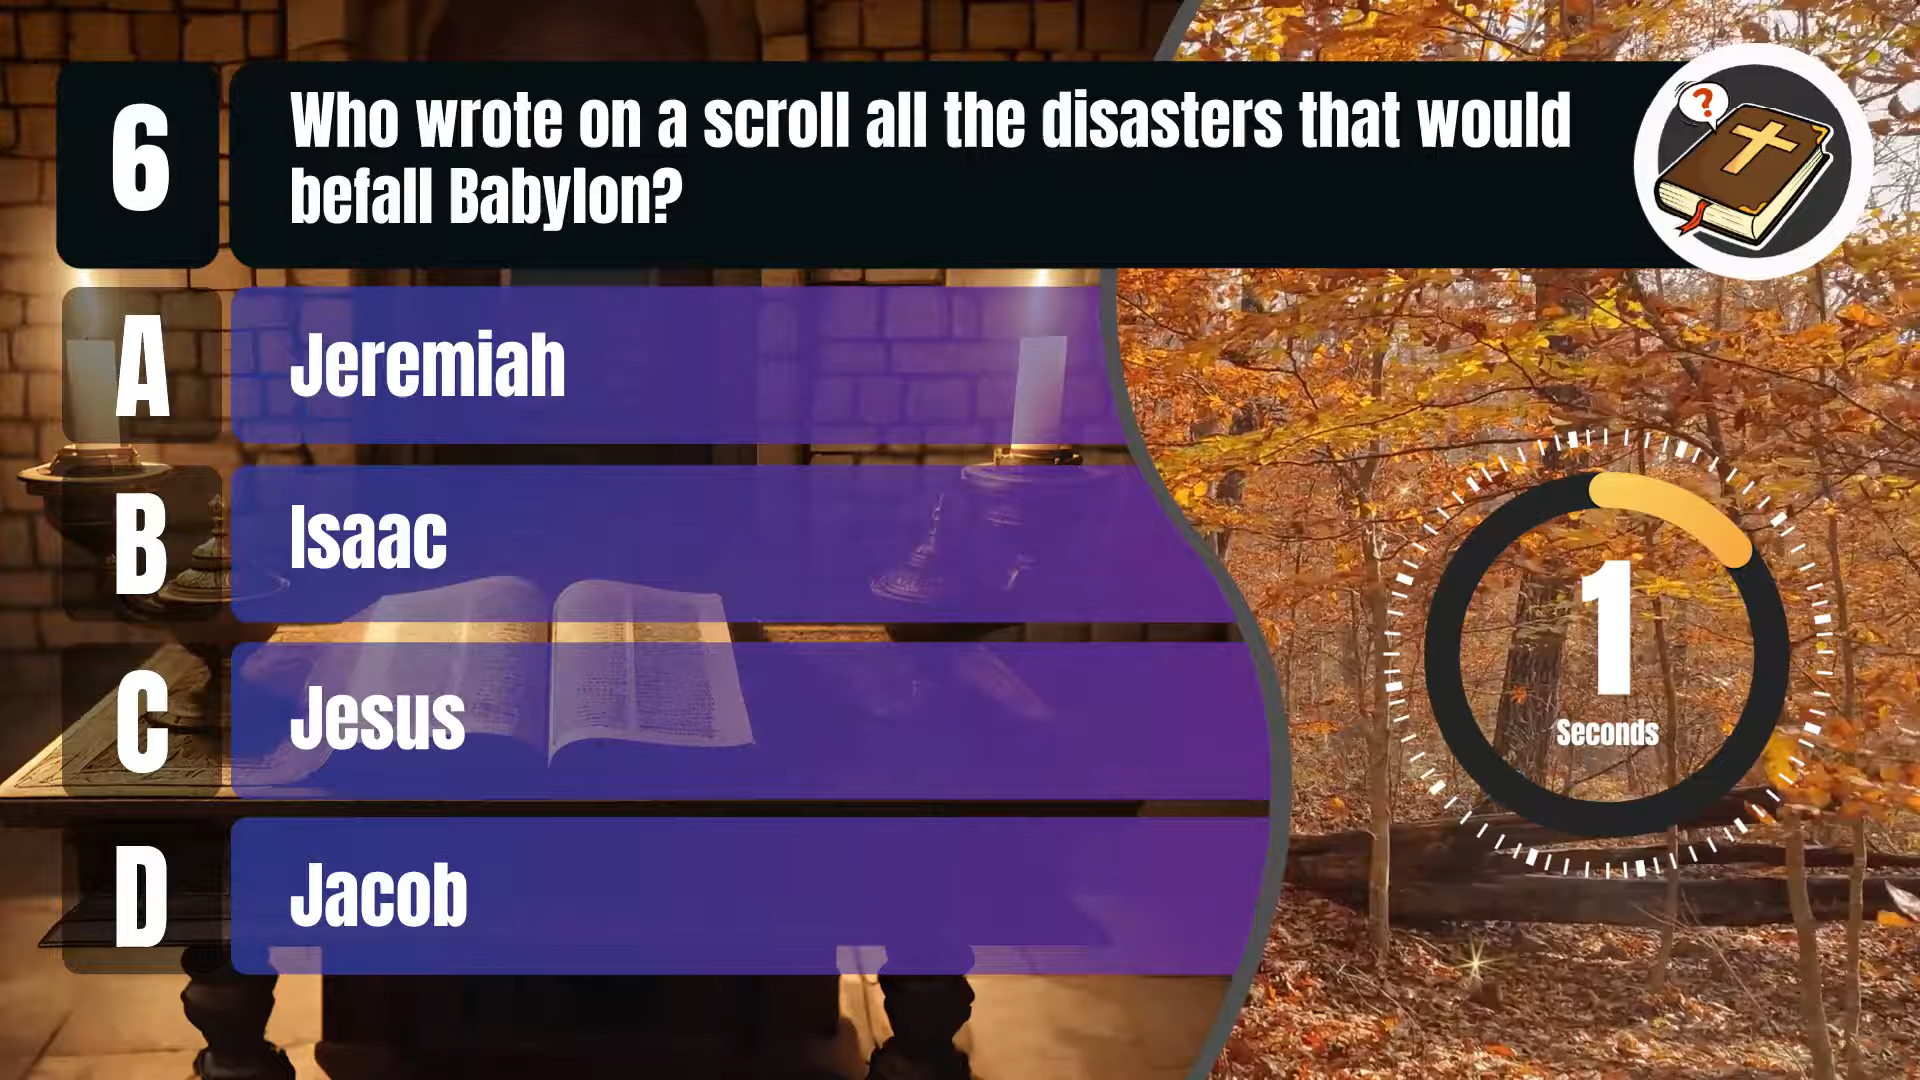 6
Who wrote on a scroll all the disasters that would
befall Babylon?
?
A
Jeremiah
B
Isaac
C
Jesus
D
Jacob
1
Seconds